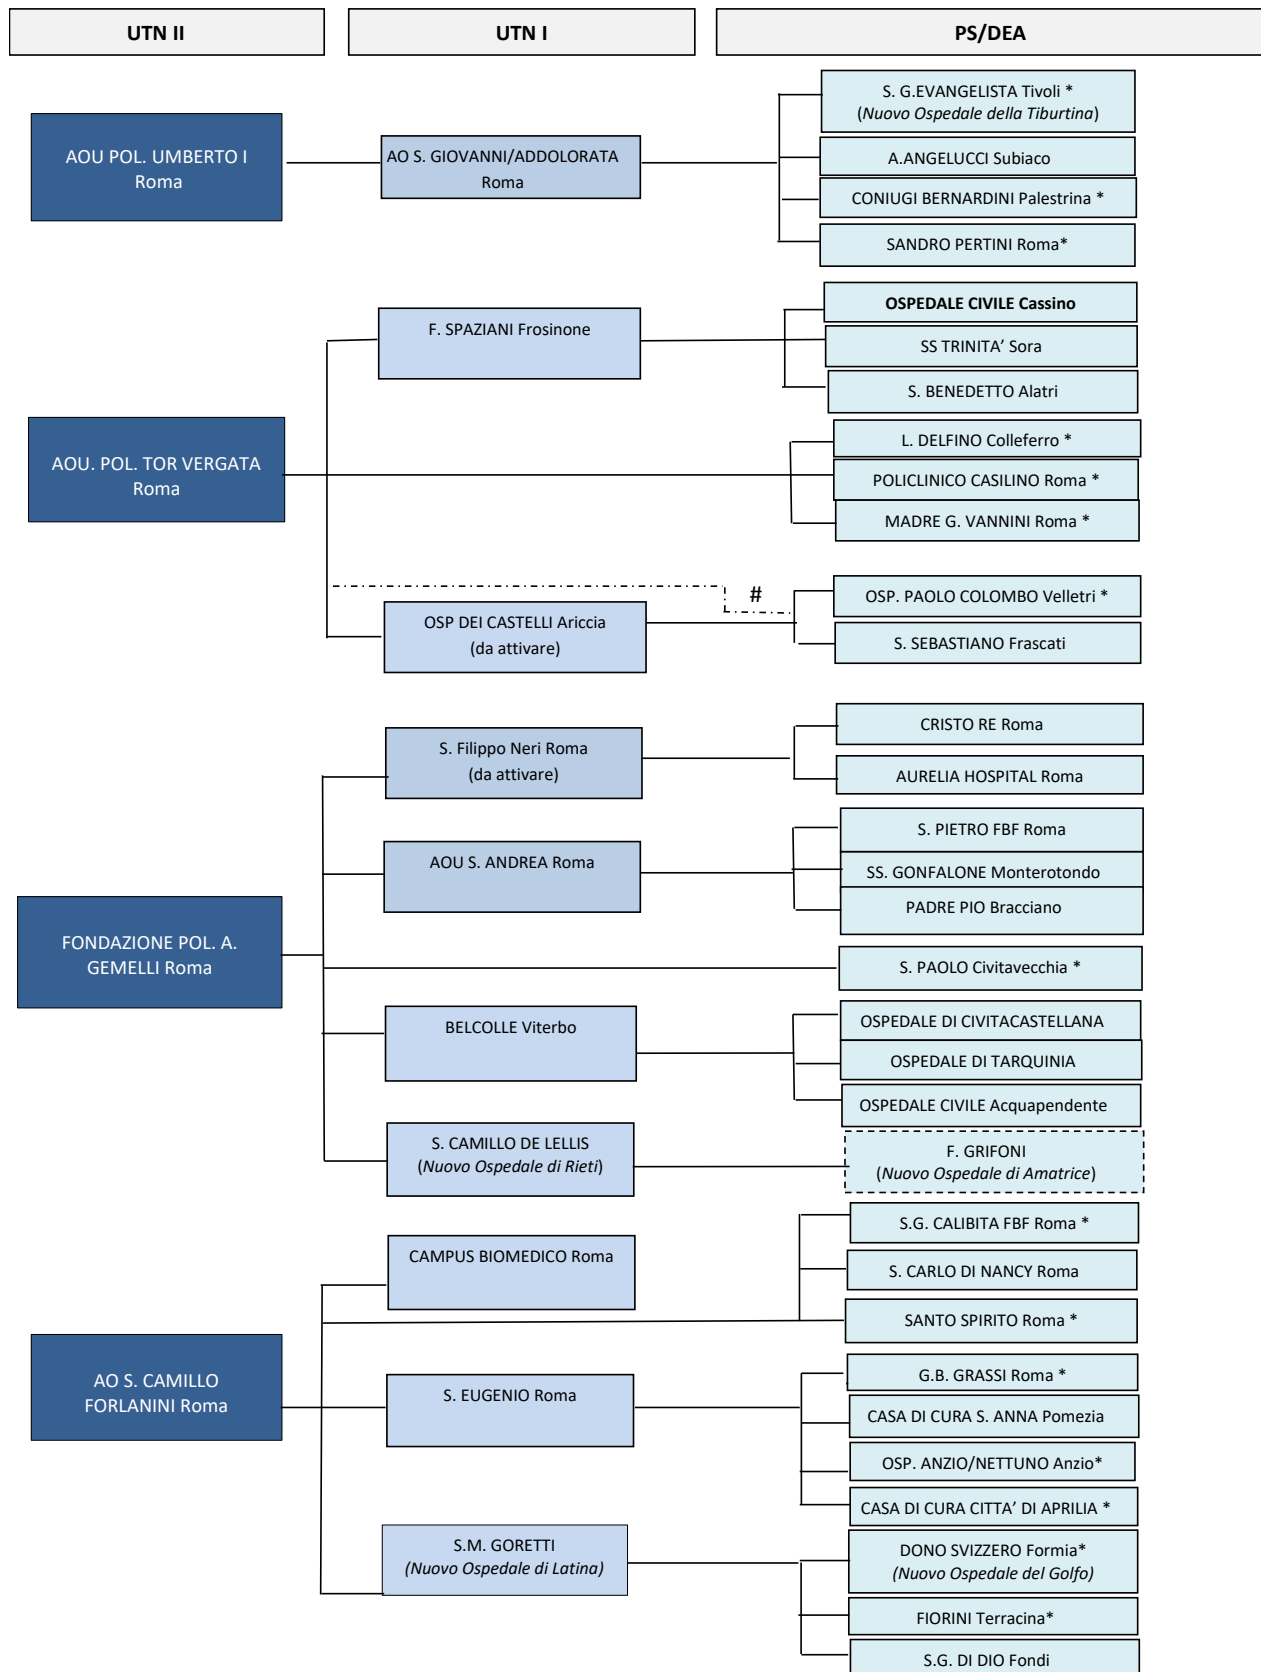 UTN II
UTN I
PS/DEA
AOU POL. UMBERTO I
Roma
AO S. GIOVANNI/ADDOLORATA
Roma
S. G.EVANGELISTA Tivoli *
(Nuovo Ospedale della Tiburtina)
A.ANGELUCCI Subiaco
CONIUGI BERNARDINI Palestrina *
SANDRO PERTINI Roma*
AOU. POL. TOR VERGATA
Roma
F. SPAZIANI Frosinone
OSPEDALE CIVILE Cassino
SS TRINITA’ Sora
S. BENEDETTO Alatri
L. DELFINO Colleferro *
POLICLINICO CASILINO Roma *
MADRE G. VANNINI Roma *
#
OSP DEI CASTELLI Ariccia
(da attivare)
OSP. PAOLO COLOMBO Velletri *
S. SEBASTIANO Frascati
FONDAZIONE POL. A.
GEMELLI Roma
S. Filippo Neri Roma
(da attivare)
CRISTO RE Roma
AURELIA HOSPITAL Roma
AOU S. ANDREA Roma
S. PIETRO FBF Roma
SS. GONFALONE Monterotondo
PADRE PIO Bracciano
S. PAOLO Civitavecchia *
BELCOLLE Viterbo
OSPEDALE DI CIVITACASTELLANA
OSPEDALE DI TARQUINIA
OSPEDALE CIVILE Acquapendente
S. CAMILLO DE LELLIS
(Nuovo Ospedale di Rieti)
F. GRIFONI
(Nuovo Ospedale di Amatrice)
AO S. CAMILLO
FORLANINI Roma
CAMPUS BIOMEDICO Roma
S.G. CALIBITA FBF Roma *
S. CARLO DI NANCY Roma
SANTO SPIRITO Roma *
S. EUGENIO Roma
G.B. GRASSI Roma *
CASA DI CURA S. ANNA Pomezia
OSP. ANZIO/NETTUNO Anzio*
CASA DI CURA CITTA’ DI APRILIA *
S.M. GORETTI
(Nuovo Ospedale di Latina)
DONO SVIZZERO Formia*
(Nuovo Ospedale del Golfo)
FIORINI Terracina*
S.G. DI DIO Fondi